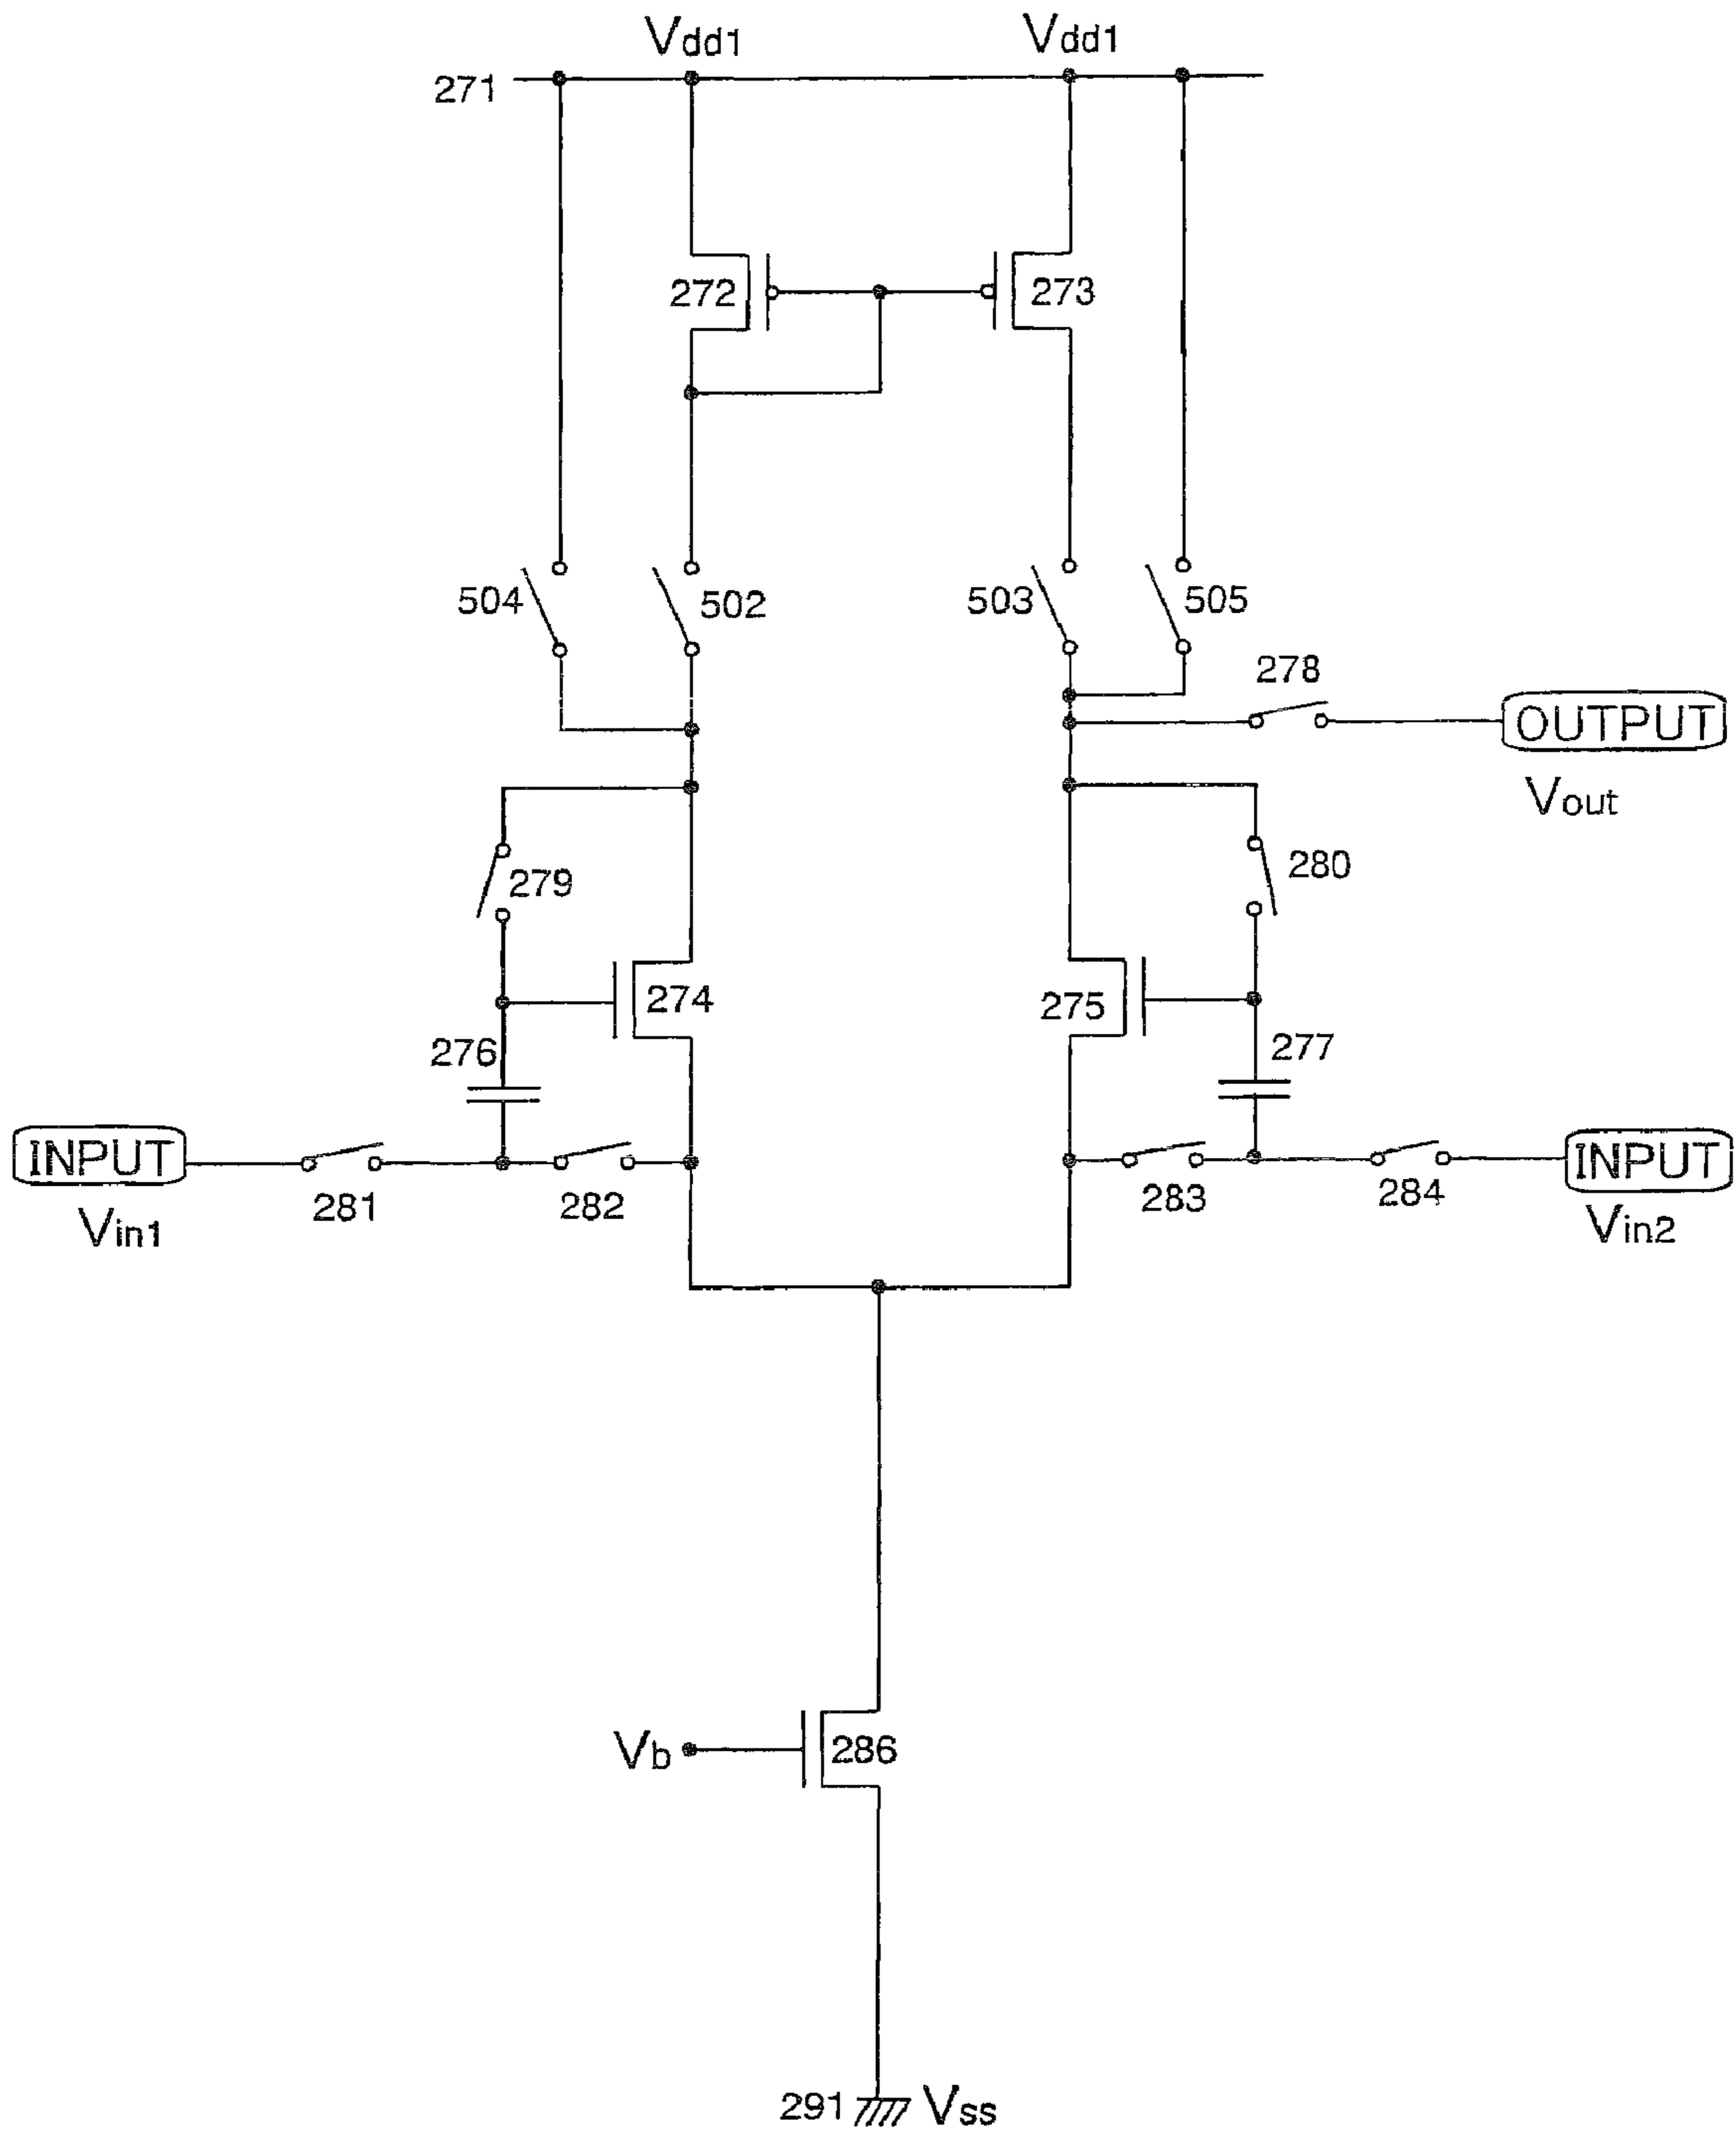 Vdd1 Vdd1
271
272 273
504 502 503 505
278
OUTPUT
Vout
279 280
274 275
276 277
INPUT INPUT
281 282 283 284
Vin1 Vin2
Vb 286
291 Vss